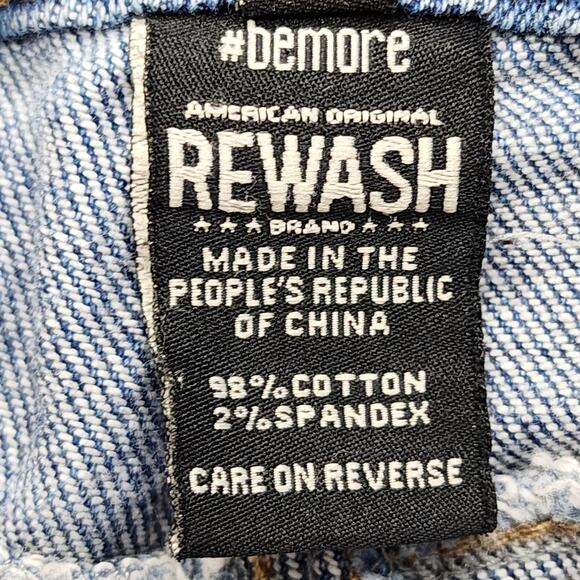 #bemore
AMERICAN ORIGINAL
REWASH
★★★ BRAND ★★★
MADE IN THE
PEOPLE'S REPUBLIC
OF CHINA
98% COTTON
2% SPANDEX
CARE ON REVERSE